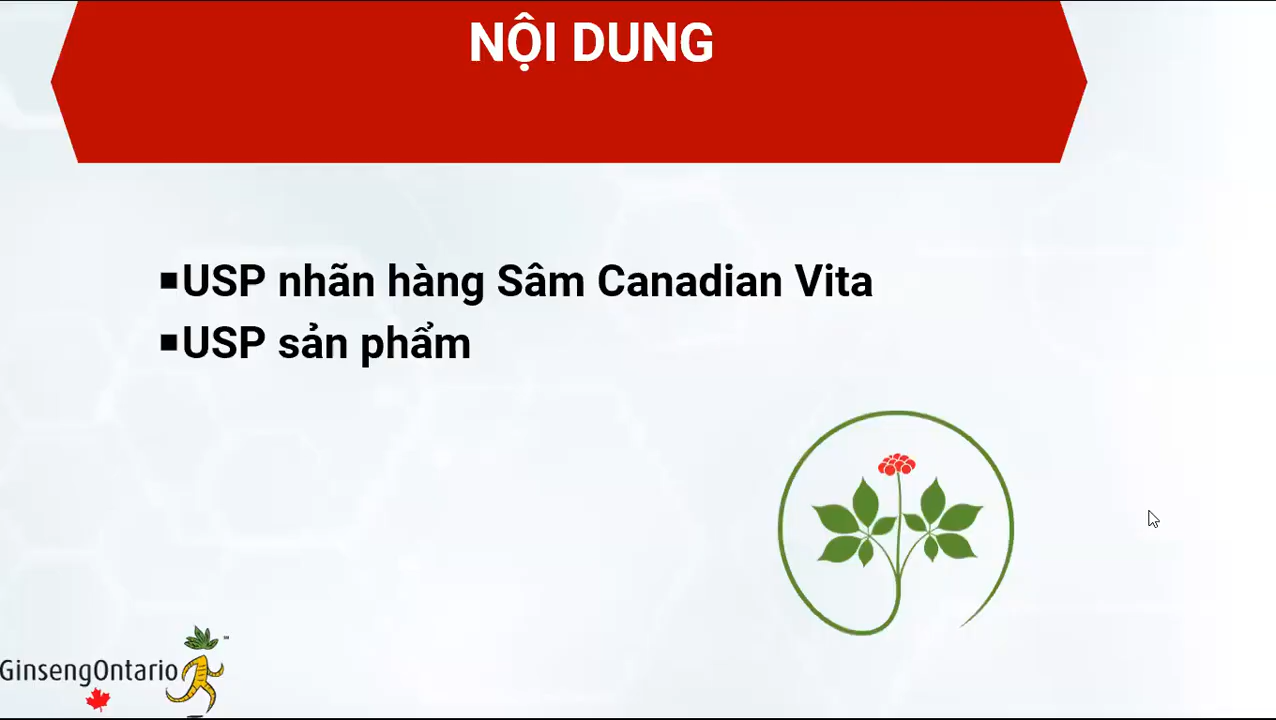 NỘI DUNG
▪USP nhãn hàng Sâm Canadian Vita
▪USP sản phẩm
GinsengOntario